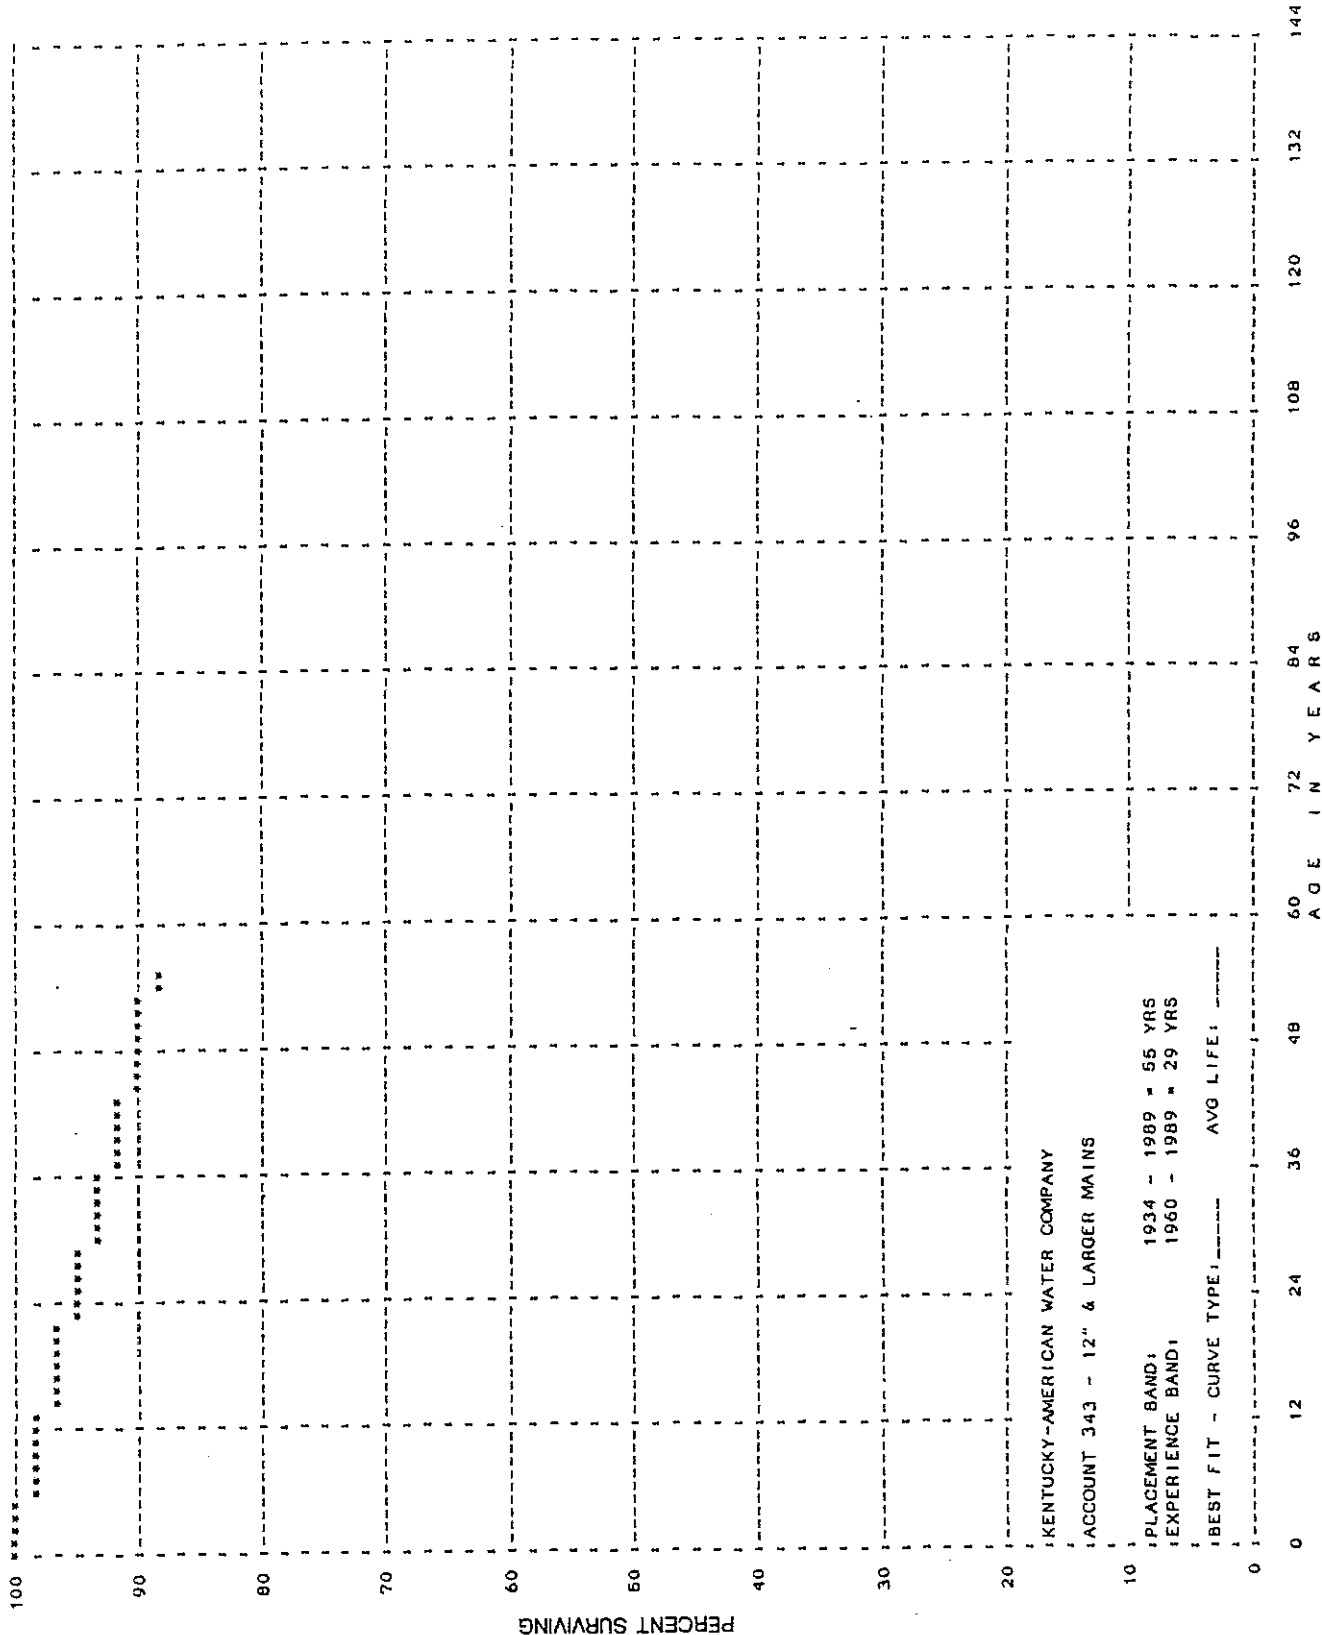 PERCENT SURVIVING
100
90
80
70
60
50
40
30
20
10
0
KENTUCKY-AMERICAN WATER COMPANY
ACCOUNT 343 - 12" & LARGER MAINS
PLACEMENT BAND: 1934 - 1989 = 55 YRS
EXPERIENCE BAND: 1960 - 1989 = 29 YRS
BEST FIT - CURVE TYPE:_____ AVG LIFE: _____
0 12 24 36 48 60 72 84 96 108 120 132 144
AGE IN YEARS